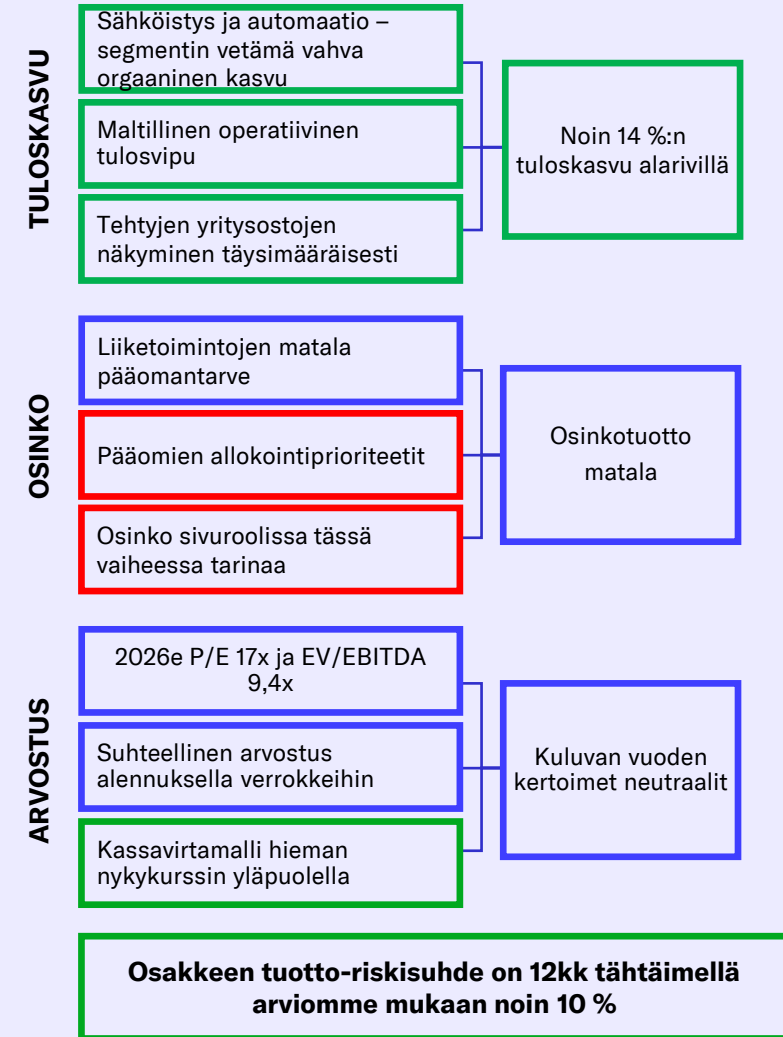 TULOSKASVU
Sähköistys ja automaatio –
segmentin vetämä vahva
orgaaninen kasvu
Maltillinen operatiivinen
tulosvipu
Tehtyjen yritysostojen
näkyminen täysimääräisesti
Noin 14 %:n
tuloskasvu alarivillä
OSINKO
Liiketoimintojen matala
pääomantarve
Pääomien allokointiprioriteetit
Osinko sivuroolissa tässä
vaiheessa tarinaa
Osinkotuotto
matala
ARVOSTUS
2026e P/E 17x ja EV/EBITDA
9,4x
Suhteellinen arvostus
alennuksella verrokkeihin
Kassavirtamalli hieman
nykykurssin yläpuolella
Kuluvan vuoden
kertoimet neutraalit
Osakkeen tuotto-riskisuhde on 12kk tähtäimellä
arviomme mukaan noin 10 %